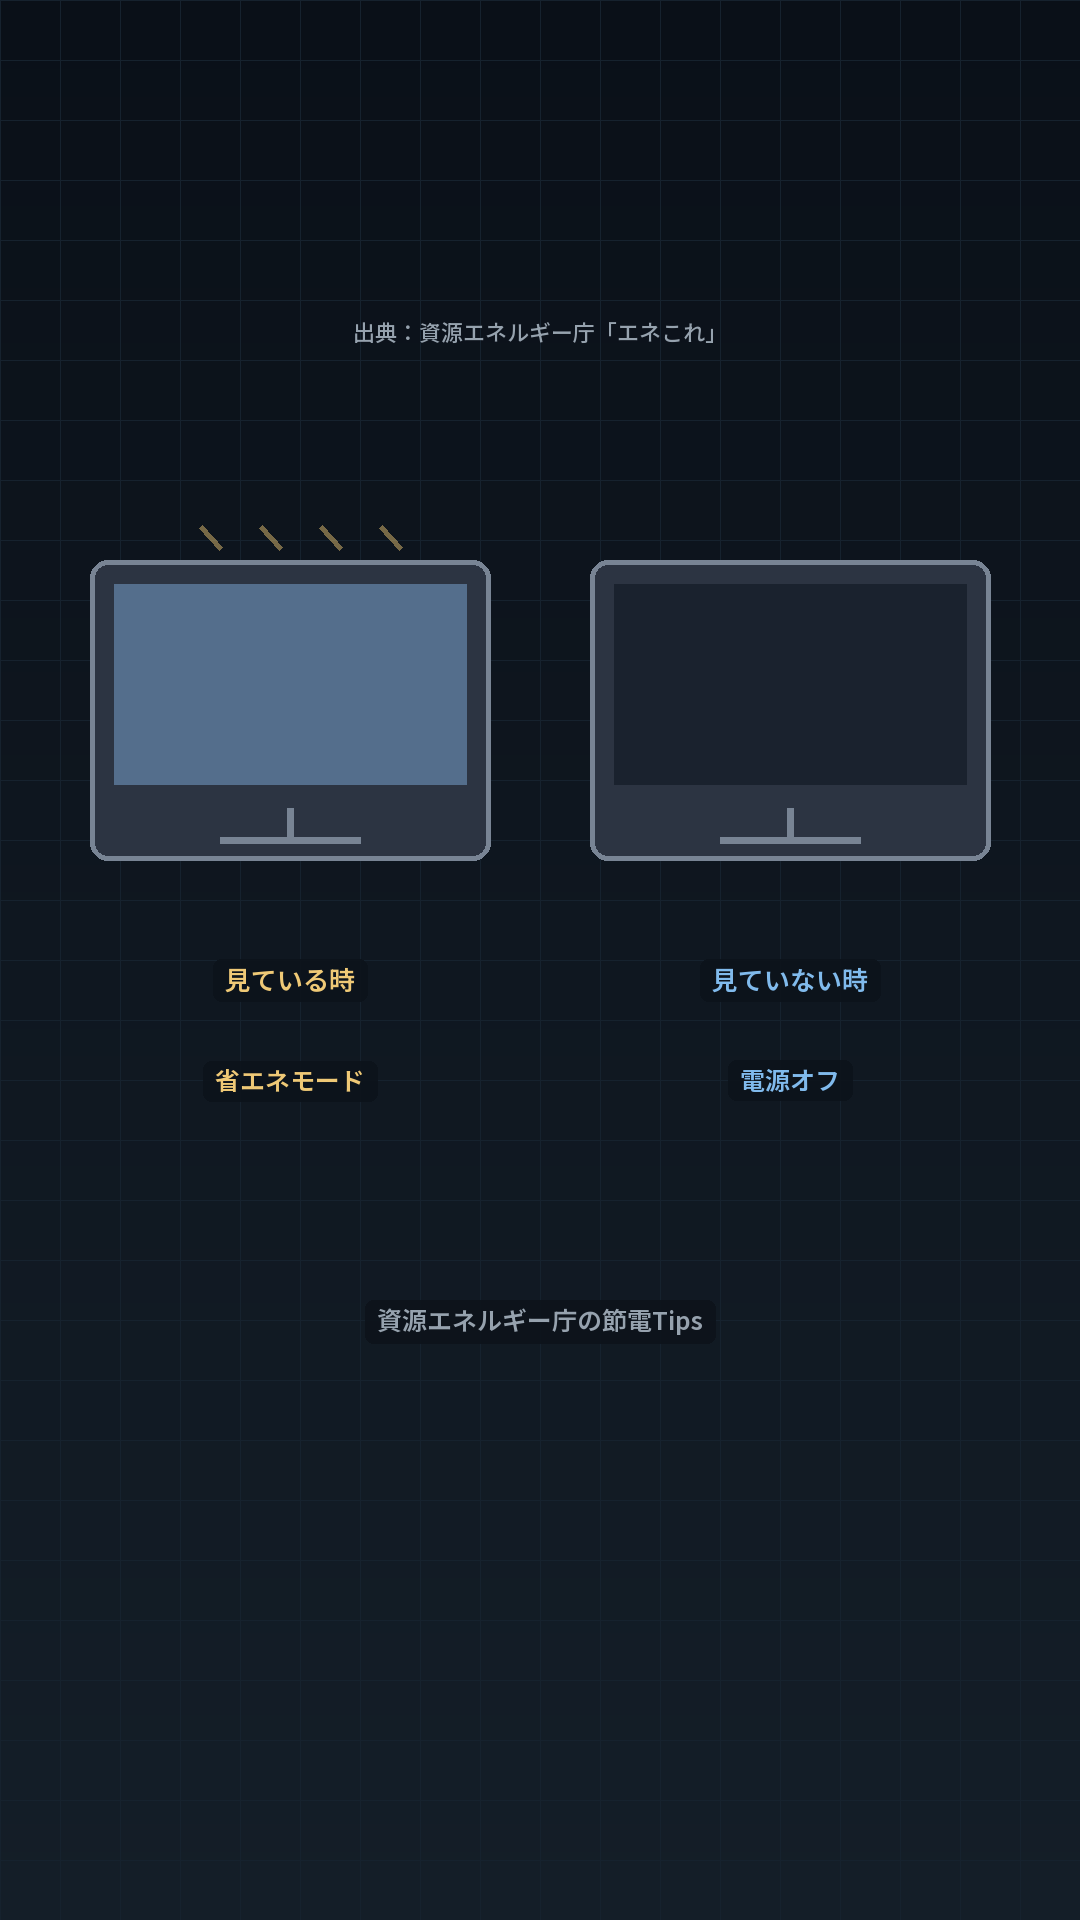 出典：資源エネルギー庁「エネこれ」
見ている時
見ていない時
省エネモード
電源オフ
資源エネルギー庁の節電Tips